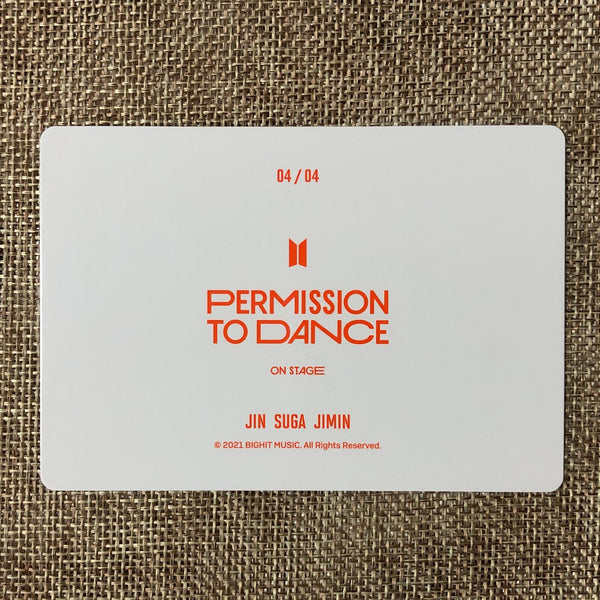 04 / 04
PERMISSION
TO DANCE
ON STAGE
JIN SUGA JIMIN
© 2021 BIGHIT MUSIC. All Rights Reserved.